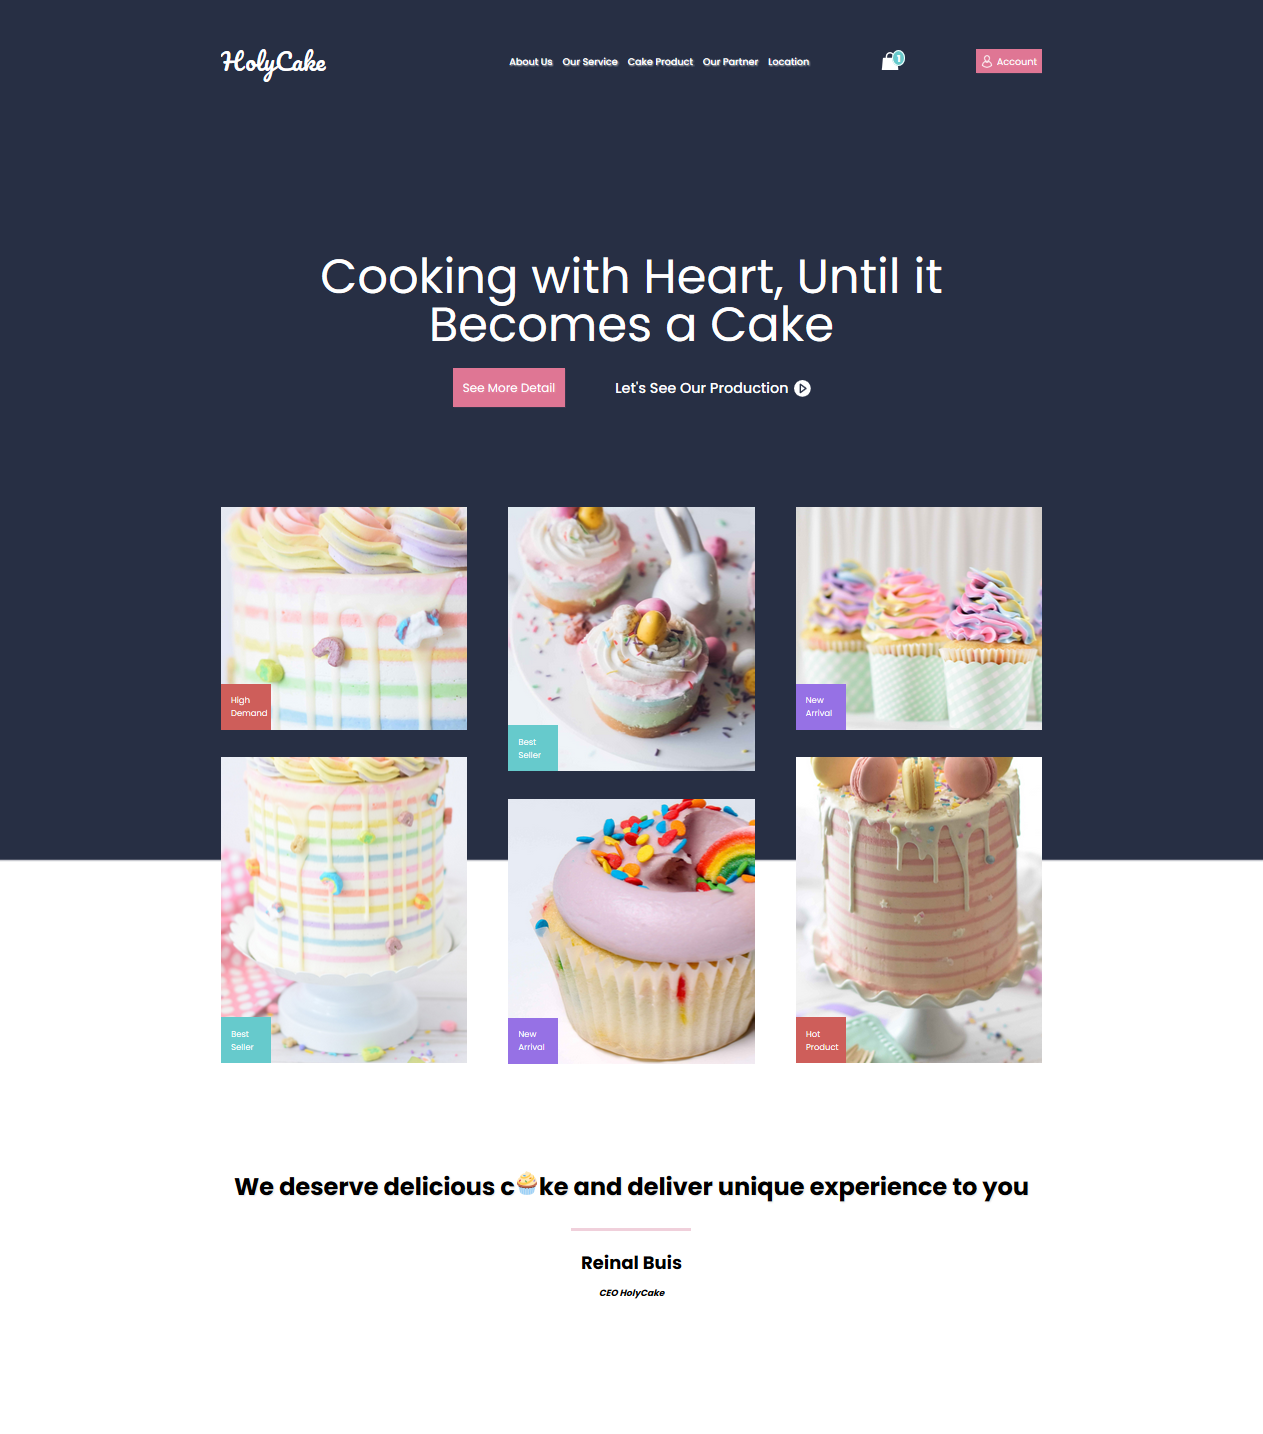 HolyCake
About Us Our Service Cake Product Our Partner Location
1
Account
Cooking with Heart, Until it
Becomes a Cake
See More Detail
Let's See Our Production
High
Demand
Best
Seller
New
Arrival
Best
Seller
New
Arrival
Hot
Product
We deserve delicious c🧁ke and deliver unique experience to you
Reinal Buis
CEO HolyCake